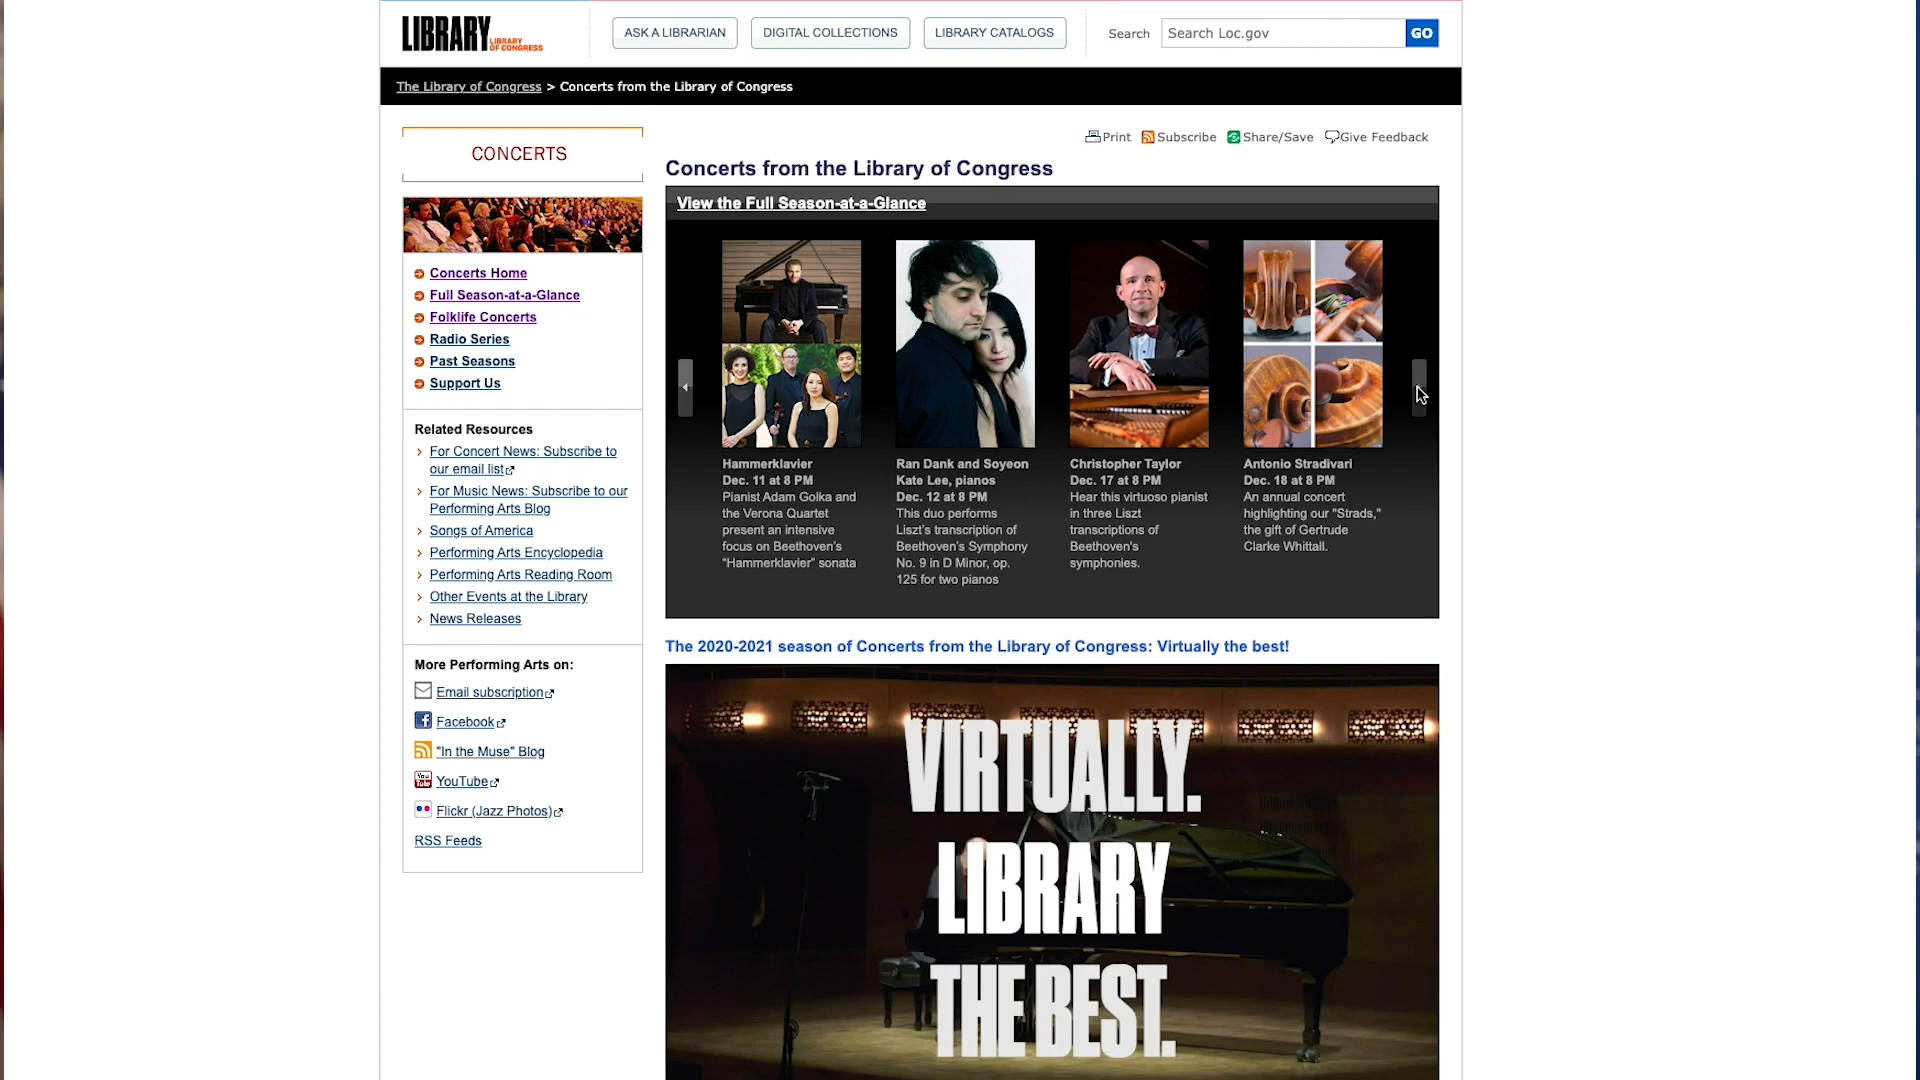 LIBRARY
LIBRARY
OF CONGRESS
ASK A LIBRARIAN
DIGITAL COLLECTIONS
LIBRARY CATALOGS
Search
Search Loc.gov
GO
The Library of Congress > Concerts from the Library of Congress
CONCERTS
Concerts Home
Full Season-at-a-Glance
Folklife Concerts
Radio Series
Past Seasons
Support Us
Related Resources
For Concert News: Subscribe to
our email list
For Music News: Subscribe to our
Performing Arts Blog
Songs of America
Performing Arts Encyclopedia
Performing Arts Reading Room
Other Events at the Library
News Releases
More Performing Arts on:
Email subscription
Facebook
"In the Muse" Blog
You
Tube
YouTube
Flickr (Jazz Photos)
RSS Feeds
Print
Subscribe
Share/Save
Give Feedback
Concerts from the Library of Congress
View the Full Season-at-a-Glance
Hammerklavier
Dec. 11 at 8 PM
Pianist Adam Golka and
the Verona Quartet
present an intensive
focus on Beethoven's
"Hammerklavier" sonata
Ran Dank and Soyeon
Kate Lee, pianos
Dec. 12 at 8 PM
This duo performs
Liszt's transcription of
Beethoven's Symphony
No. 9 in D Minor, op.
125 for two pianos
Christopher Taylor
Dec. 17 at 8 PM
Hear this virtuoso pianist
in three Liszt
transcriptions of
Beethoven's
symphonies.
Antonio Stradivari
Dec. 18 at 8 PM
An annual concert
highlighting our "Strads,"
the gift of Gertrude
Clarke Whittall.
The 2020-2021 season of Concerts from the Library of Congress: Virtually the best!
VIRTUALLY.
LIBRARY
THE BEST.